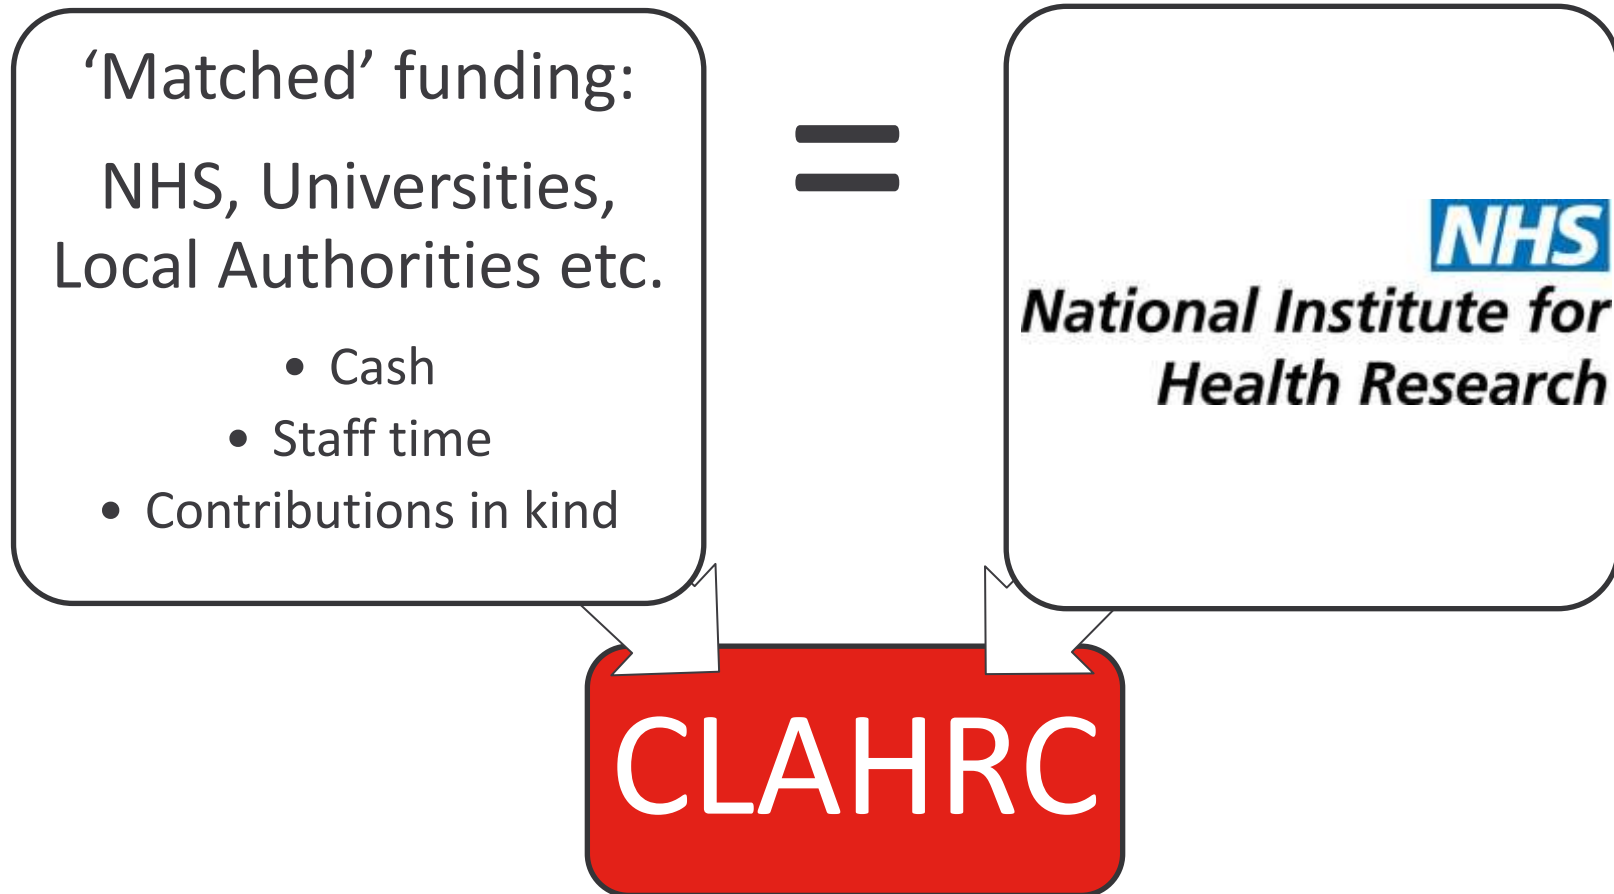 ‘Matched’ funding:
NHS, Universities,
Local Authorities etc.
• Cash
• Staff time
• Contributions in kind
=
NHS
National Institute for
Health Research
CLAHRC